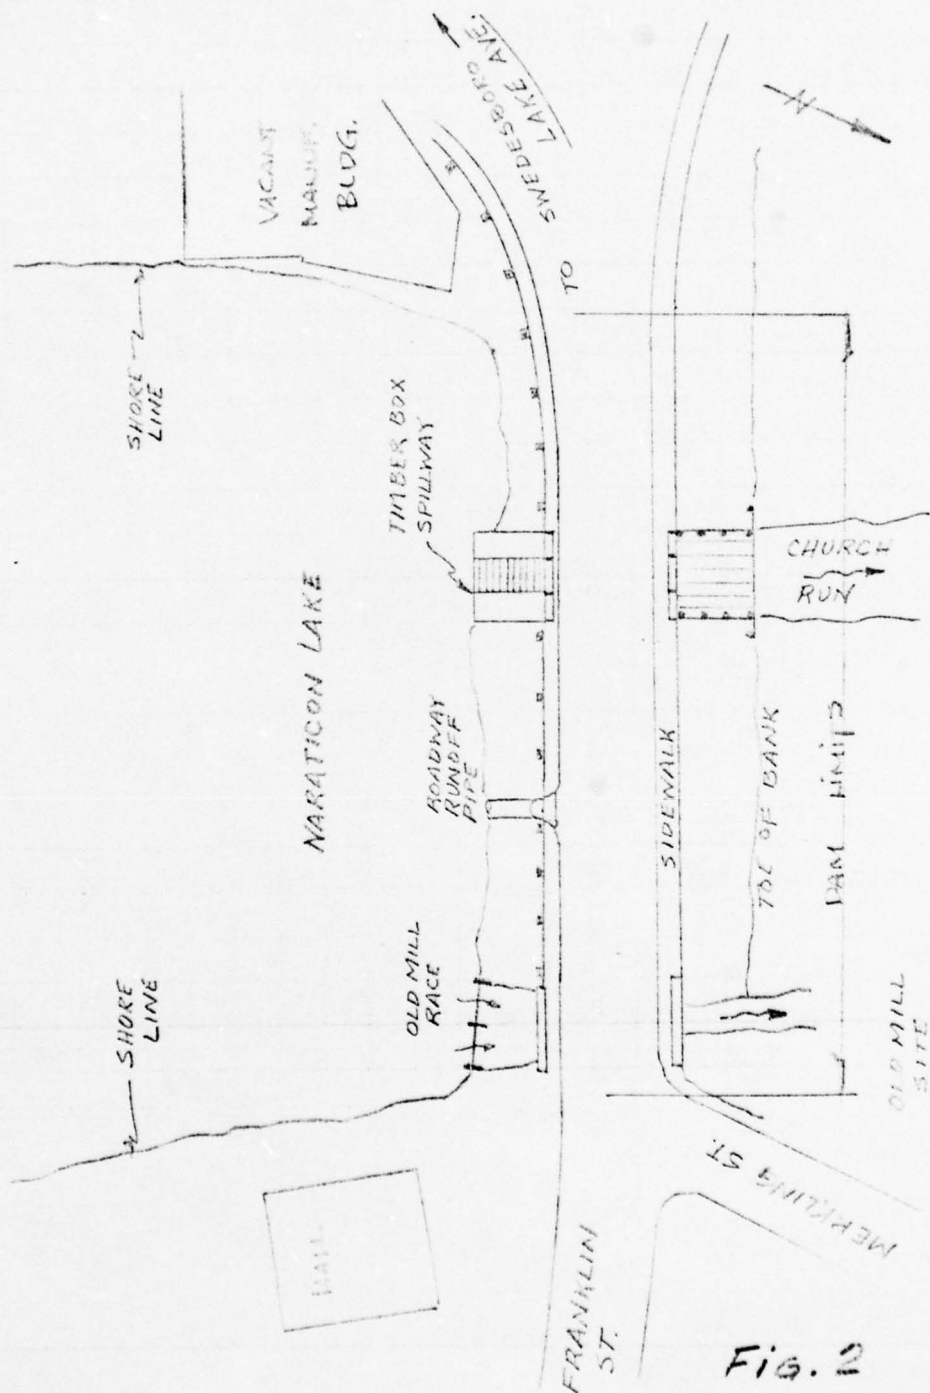 VACANT
MANUF.
BLDG.
SWEDESBORO
LAKE AVE.
TO
N
SHORE
LINE
TIMBER BOX
SPILLWAY
CHURCH
RUN
NARATICON LAKE
ROADWAY
RUNOFF
PIPE
SIDEWALK
TOE OF BANK
DAM LIMITS
OLD MILL
RACE
SHORE
LINE
OLD MILL
SITE
HALL
FRANKLIN
ST.
MERKLING ST.
Fig. 2